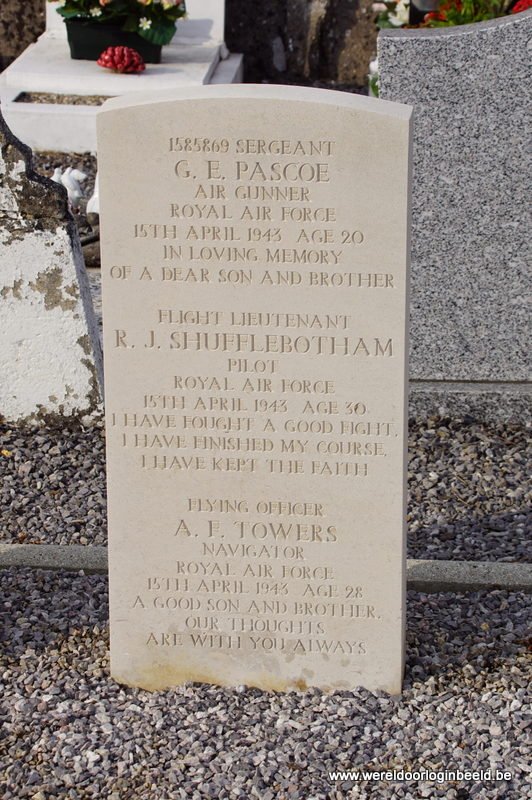 1585869 SERGEANT
G. E. PASCOE
AIR GUNNER
ROYAL AIR FORCE
15TH APRIL 1943 AGE 20
IN LOVING MEMORY
OF A DEAR SON AND BROTHER
FLIGHT LIEUTENANT
R. J. SHUFFLEBOTHAM
PILOT
ROYAL AIR FORCE
15TH APRIL 1943 AGE 30
I HAVE FOUGHT A GOOD FIGHT,
I HAVE FINISHED MY COURSE,
I HAVE KEPT THE FAITH
FLYING OFFICER
A. F. TOWERS
NAVIGATOR
ROYAL AIR FORCE
15TH APRIL 1943 AGE 28
A GOOD SON AND BROTHER.
OUR THOUGHTS
ARE WITH YOU ALWAYS
www.wereldoorloginbeeld.be